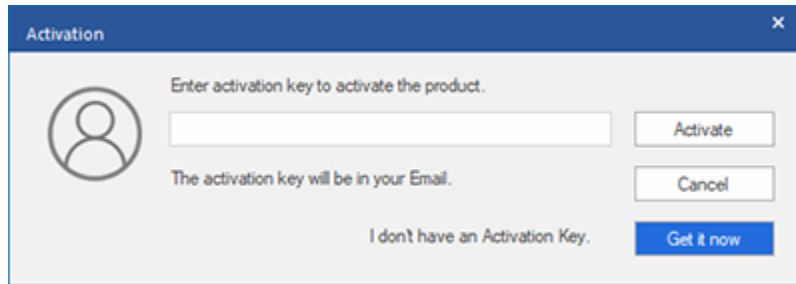 Activation
Enter activation key to activate the product.
Activate
The activation key will be in your Email.
Cancel
I don't have an Activation Key.
Get it now